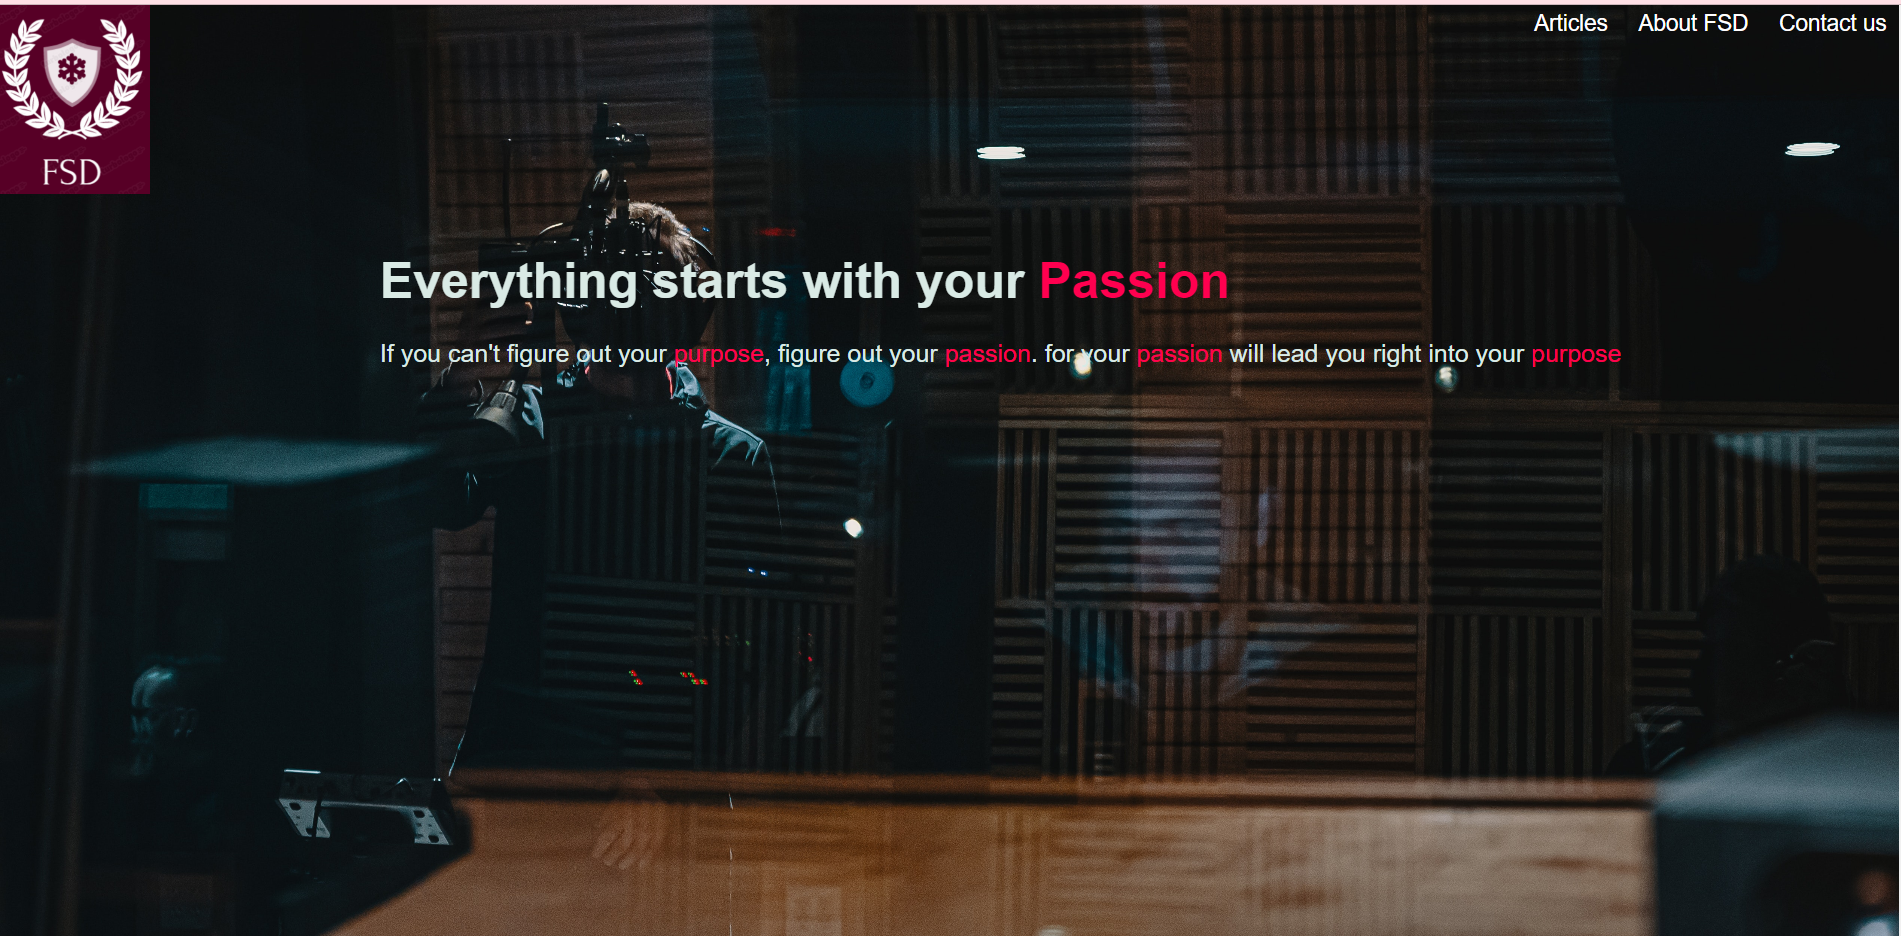 Articles About FSD Contact us
FSD
Everything starts with your Passion
If you can't figure out your purpose, figure out your passion. for your passion will lead you right into your purpose